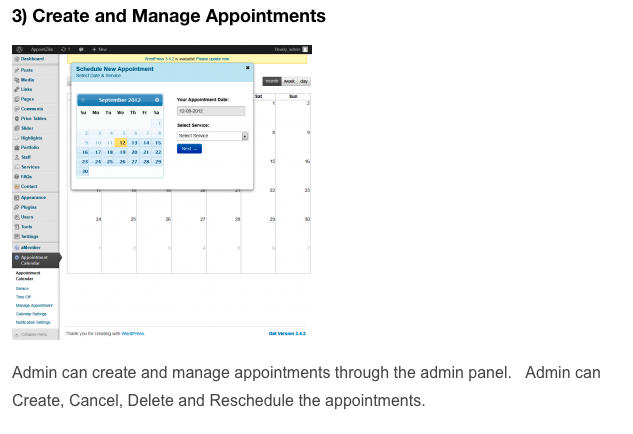 3) Create and Manage Appointments
AppointZilla
+ New
Howdy, admin
Dashboard
WordPress 3.4.2 is available! Please update now.
Schedule New Appointment
Select Date & Service
Posts
Media
Links
Pages
Comments
Price Tables
Slider
Highlights
Portfolio
Staff
Services
FAQs
Contact
Appearance
Plugins
Users
Tools
Settings
aMember
Appointment
Calendar
Appointment
Calendar
Service
Time Off
Manage Appointment
Calendar Settings
Notification Settings
Collapse menu
month week day
September 2012
Su Mo Tu We Th Fr Sa
1
2 3 4 5 6 7 8
9 10 11 12 13 14 15
16 17 18 19 20 21 22
23 24 25 26 27 28 29
30
Your Appointment Date:
12-09-2012
Select Service:
Select Service
Next
Sat Sun
1 2
8 9
15 16
22 23
24 25 26 27 28 29 30
1 2 3 4 5 6 7
Thank you for creating with WordPress.
Get Version 3.4.2
Admin can create and manage appointments through the admin panel. Admin can
Create, Cancel, Delete and Reschedule the appointments.